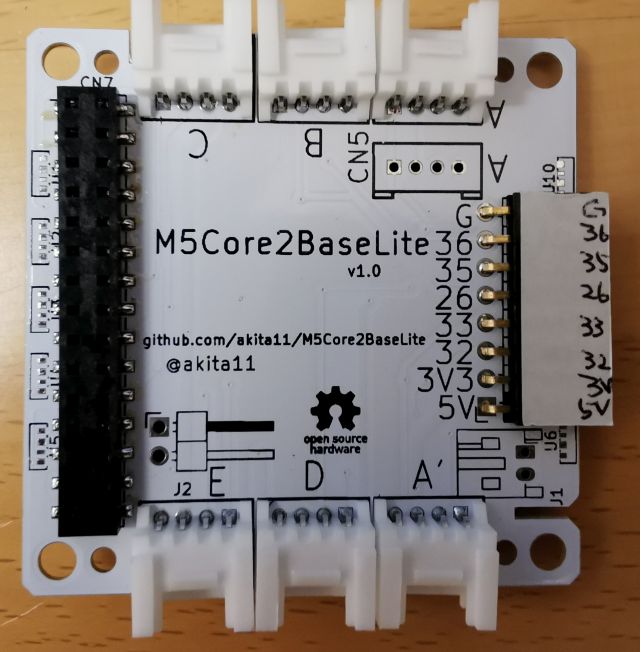 CN7
C
B
A
CN5
A
J10
M5Core2BaseLite
v1.0
G
36
35
26
33
32
3V3
5V
G
36
35
26
33
32
3V
5V
github.com/akita11/M5Core2BaseLite
@akita11
open source
hardware
J2
E
D
A'
J6
J1